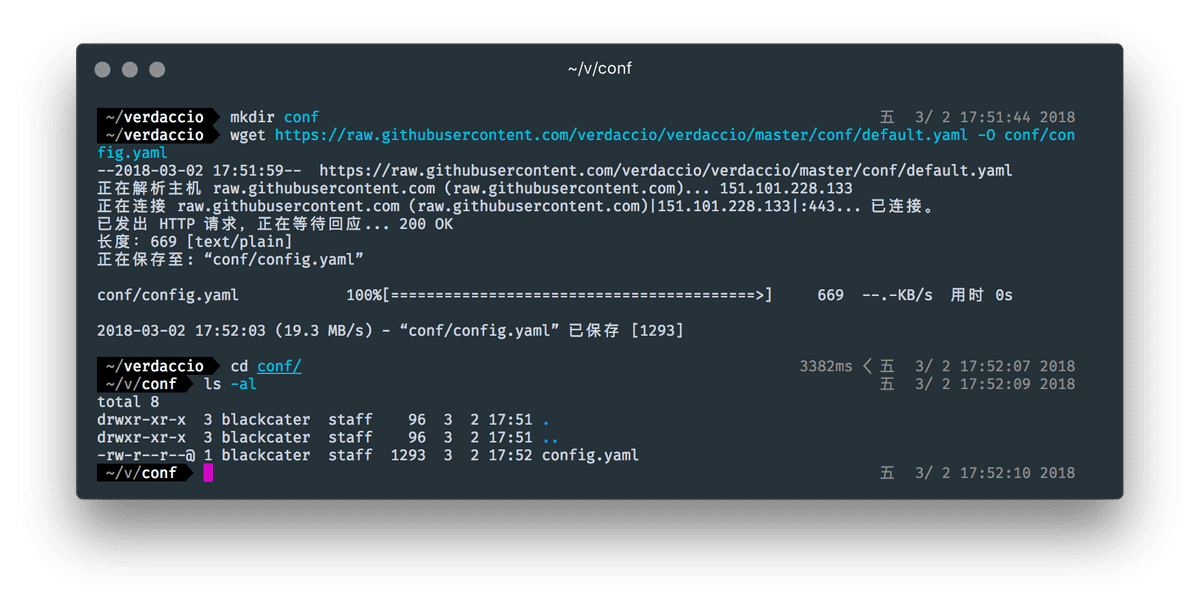 ~/v/conf
~/verdaccio mkdir conf 五 3/ 2 17:51:44 2018
~/verdaccio wget https://raw.githubusercontent.com/verdaccio/verdaccio/master/conf/default.yaml -O conf/con
fig.yaml
--2018-03-02 17:51:59-- https://raw.githubusercontent.com/verdaccio/verdaccio/master/conf/default.yaml
正在解析主机 raw.githubusercontent.com (raw.githubusercontent.com)... 151.101.228.133
正在连接 raw.githubusercontent.com (raw.githubusercontent.com)|151.101.228.133|:443... 已连接。
已发出 HTTP 请求，正在等待回应... 200 OK
长度：669 [text/plain]
正在保存至: “conf/config.yaml”
conf/config.yaml 100%[=========================================>] 669 --.-KB/s 用时 0s
2018-03-02 17:52:03 (19.3 MB/s) - “conf/config.yaml” 已保存 [1293]
~/verdaccio cd conf/ 3382ms < 五 3/ 2 17:52:07 2018
~/v/conf ls -al 五 3/ 2 17:52:09 2018
total 8
drwxr-xr-x 3 blackcater staff 96 3 2 17:51 .
drwxr-xr-x 3 blackcater staff 96 3 2 17:51 ..
-rw-r--r--@ 1 blackcater staff 1293 3 2 17:52 config.yaml
~/v/conf 五 3/ 2 17:52:10 2018